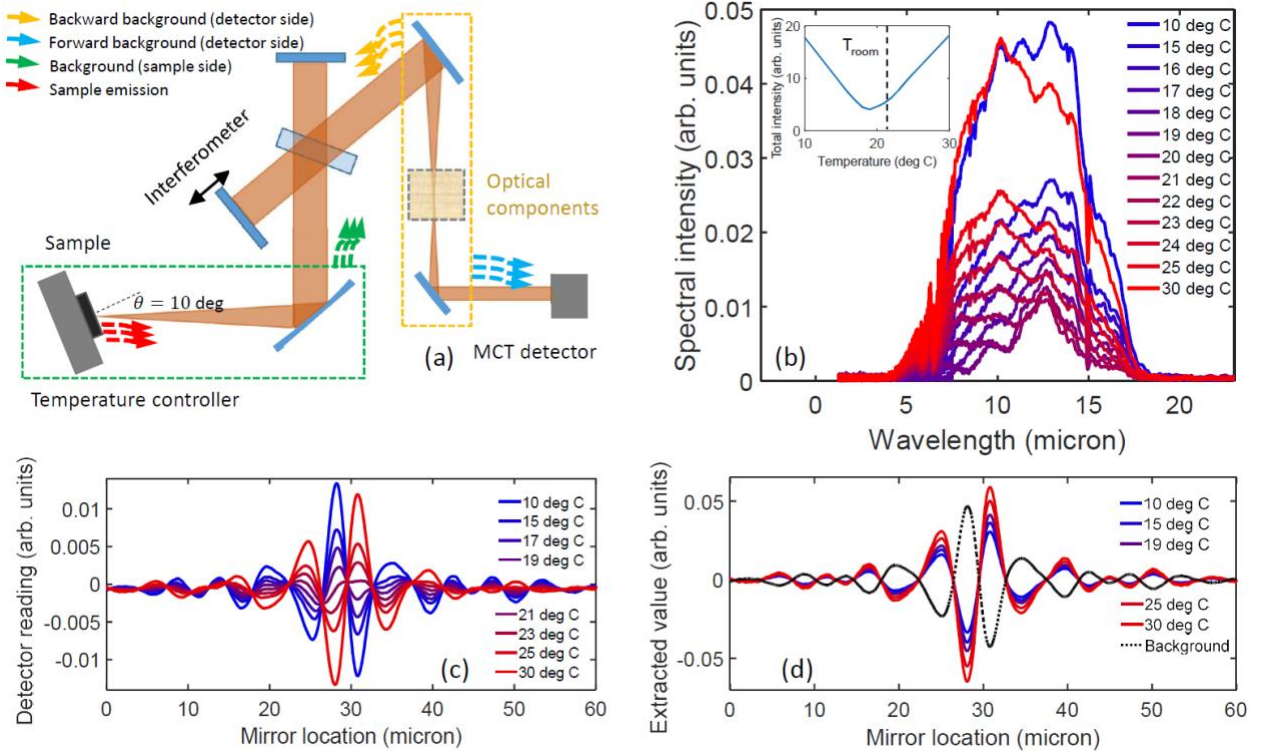 Backward background (detector side)
Forward background (detector side)
Background (sample side)
Sample emission
Interferometer
Optical
components
Sample
θ = 10 deg
(a)
MCT detector
Temperature controller
Spectral intensity (arb. units)
0.05
0.04
0.03
0.02
0.01
0
0
5
10
15
20
Wavelength (micron)
(b)
Total intensity (arb. units)
20
10
0
10
20
30
Temperature (deg C)
T room
10 deg C
15 deg C
16 deg C
17 deg C
18 deg C
19 deg C
20 deg C
21 deg C
22 deg C
23 deg C
24 deg C
25 deg C
30 deg C
Detector reading (arb. units)
0.01
0.005
0
-0.005
-0.01
0
10
20
30
40
50
60
Mirror location (micron)
(c)
10 deg C
15 deg C
17 deg C
19 deg C
21 deg C
23 deg C
25 deg C
30 deg C
Extracted value (arb. units)
0.05
0
-0.05
0
10
20
30
40
50
60
Mirror location (micron)
(d)
10 deg C
15 deg C
19 deg C
25 deg C
30 deg C
Background